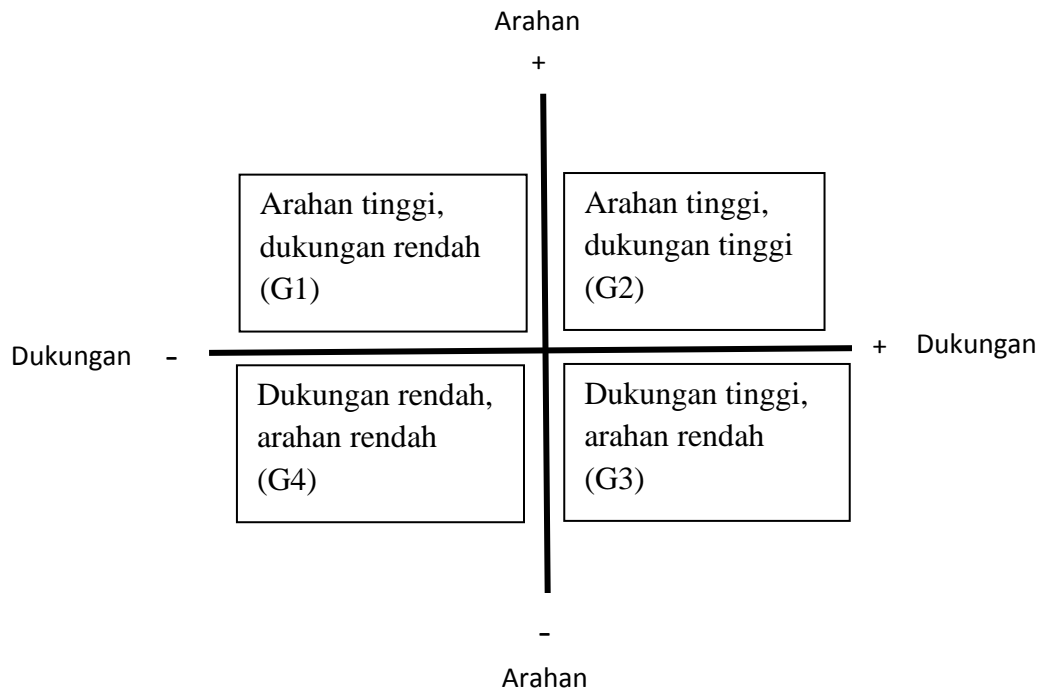 Arahan
+
Arahan tinggi,
dukungan rendah
(G1)
Arahan tinggi,
dukungan tinggi
(G2)
Dukungan -
+ Dukungan
Dukungan rendah,
arahan rendah
(G4)
Dukungan tinggi,
arahan rendah
(G3)
-
Arahan